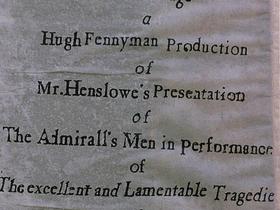 a
Hugh Fennyman Production
of
Mr. Henslowe's Presentation
of
The Admirall's Men in Performance
of
The excellent and Lamentable Tragedie